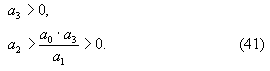 a₃ > 0,
a₂ > a₀ · a₃ / a₁ > 0. (41)